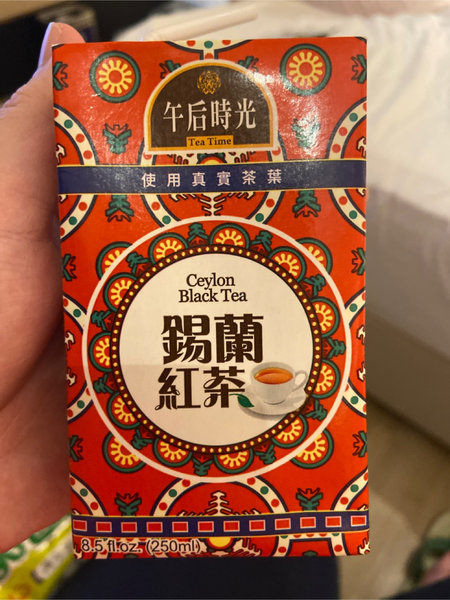 午后時光
Tea Time
使用真實茶葉
Ceylon
Black Tea
錫蘭
紅茶
8.5 fl.oz. (250ml)